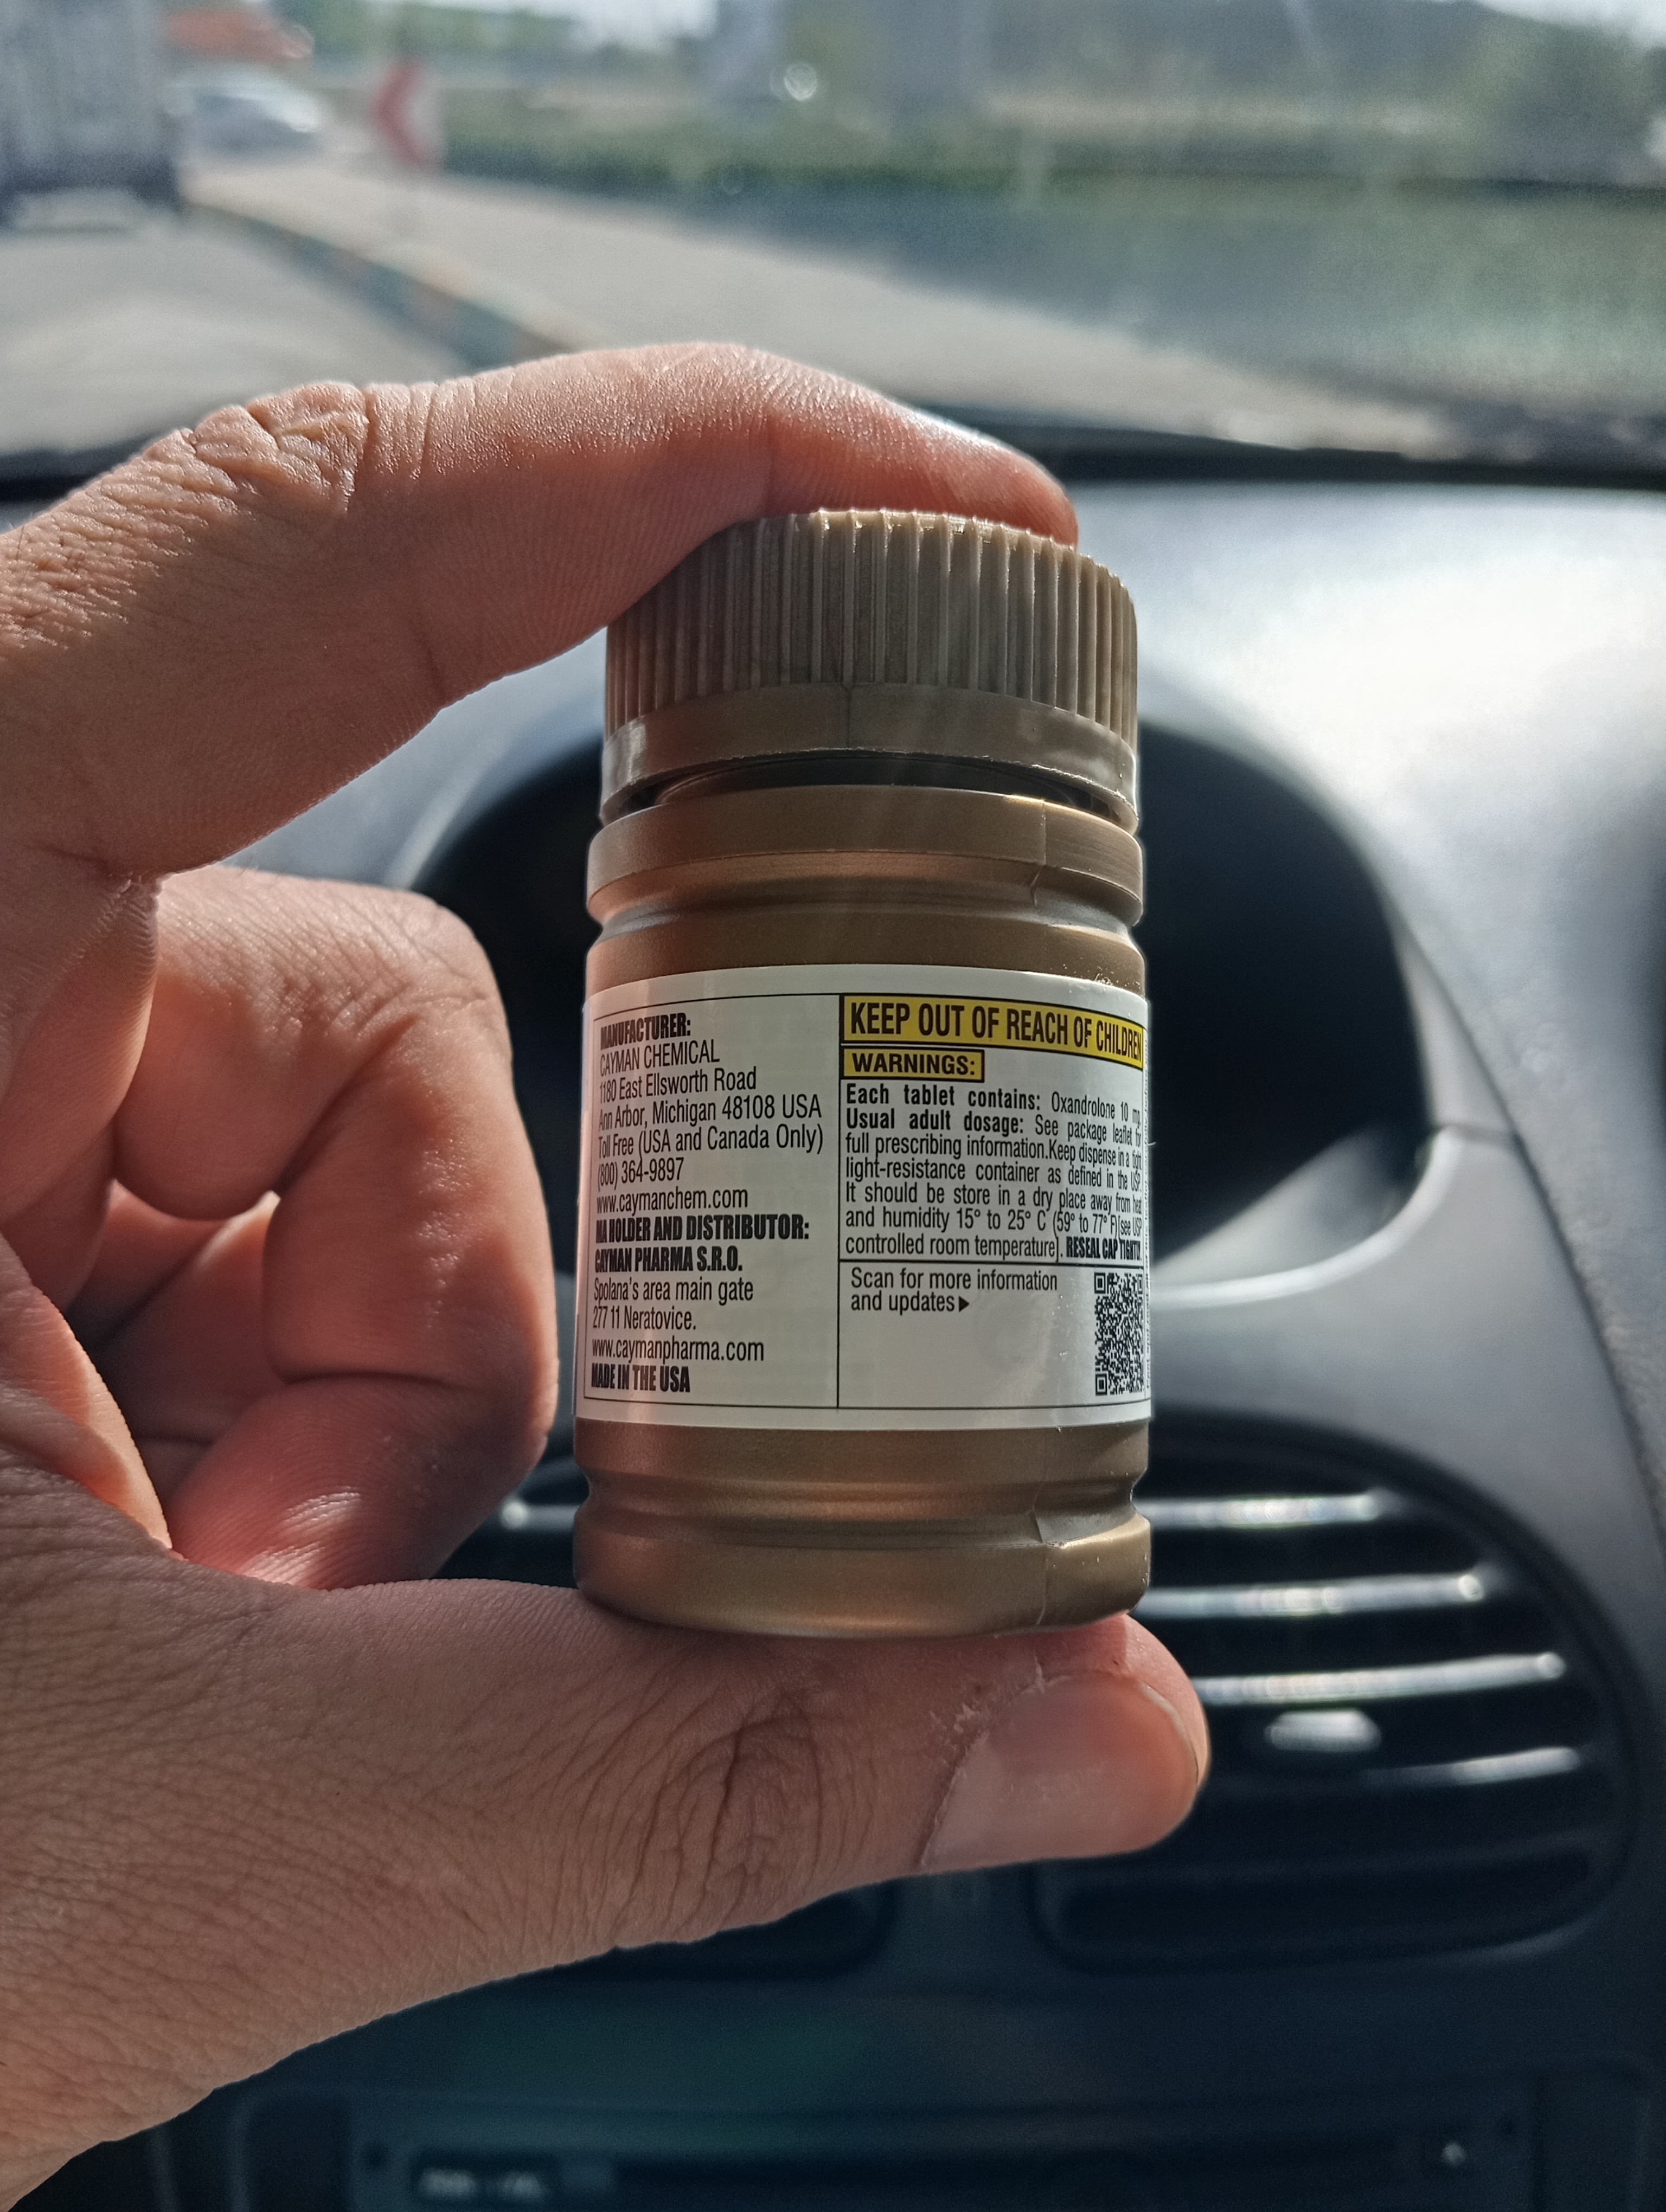 MANUFACTURER:
CAYMAN CHEMICAL
1180 East Ellsworth Road
Ann Arbor, Michigan 48108 USA
Toll Free (USA and Canada Only)
(800) 364-9897
www.caymanchem.com
MA HOLDER AND DISTRIBUTOR:
CAYMAN PHARMA S.R.O.
Spolana's area main gate
277 11 Neratovice.
www.caymanpharma.com
MADE IN THE USA
KEEP OUT OF REACH OF CHILDREN
WARNINGS:
Each tablet contains: Oxandrolone 10 mg.
Usual adult dosage: See package leaflet for
full prescribing information.Keep dispense in a tight
light-resistance container as defined in the USP.
It should be store in a dry place away from heat
and humidity 15° to 25° C (59° to 77° F)[see USP
controlled room temperature]. RESEAL CAP TIGHTLY.
Scan for more information
and updates▶